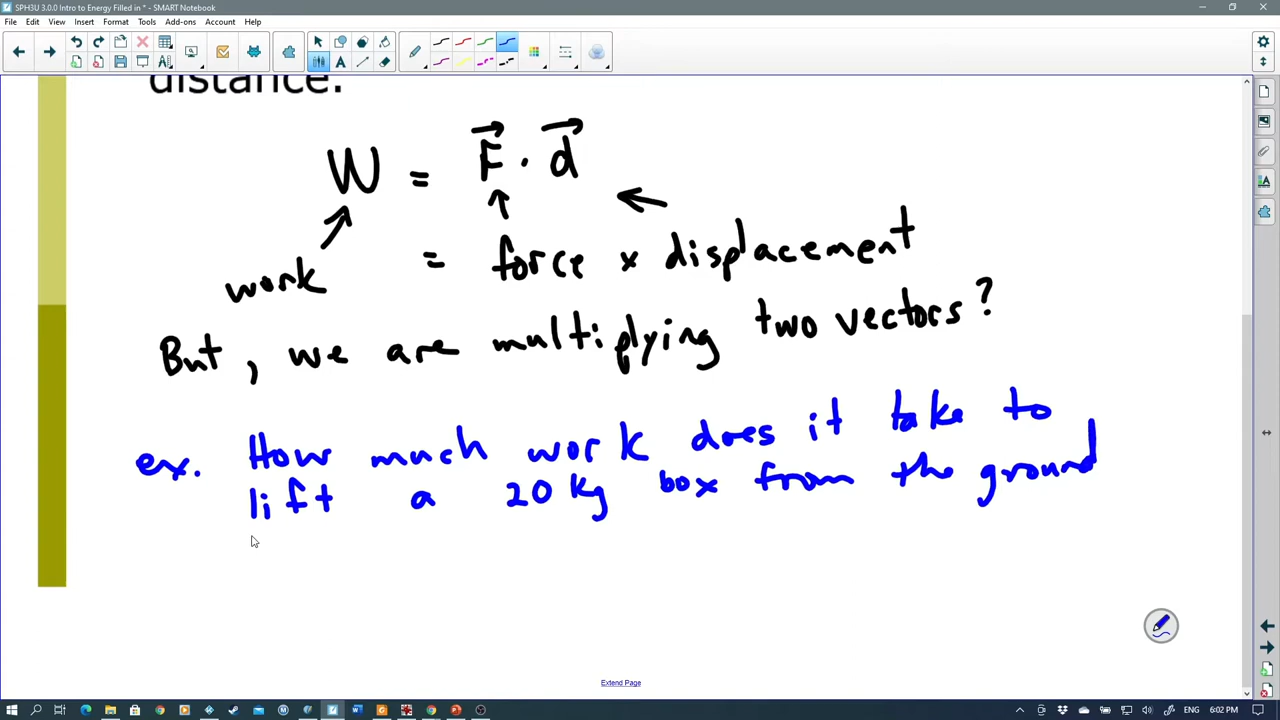 SPH3U 3.0.0 Intro to Energy Filled in * - SMART Notebook
File Edit View Insert Format Tools Add-ons Account Help
distance.
W = F · d
work = force x displacement
But, we are multiplying two vectors?
ex. How much work does it take to
lift a 20 kg box from the ground
Extend Page
6:02 PM